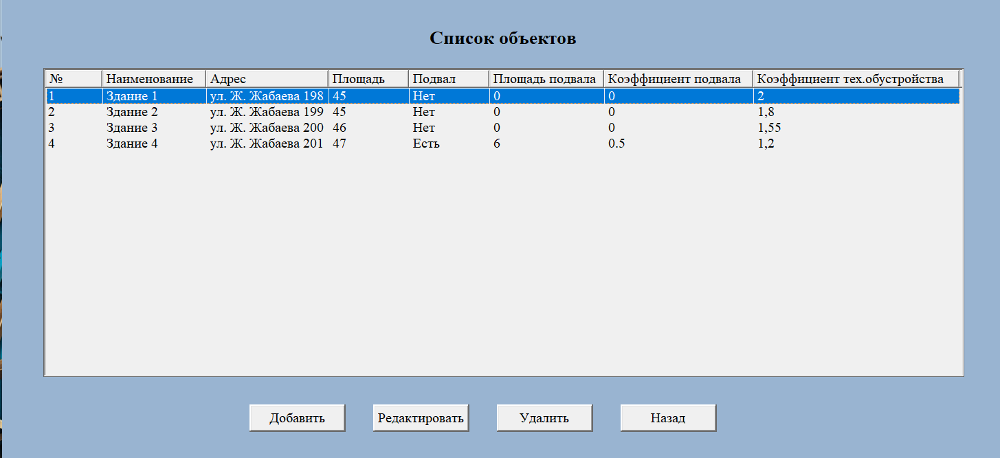 Список объектов
№ Наименование Адрес Площадь Подвал Площадь подвала Коэффициент подвала Коэффициент тех.обустройства
1 Здание 1 ул. Ж. Жабаева 198 45 Нет 0 0 2
2 Здание 2 ул. Ж. Жабаева 199 45 Нет 0 0 1,8
3 Здание 3 ул. Ж. Жабаева 200 46 Нет 0 0 1,55
4 Здание 4 ул. Ж. Жабаева 201 47 Есть 6 0.5 1,2
Добавить Редактировать Удалить Назад